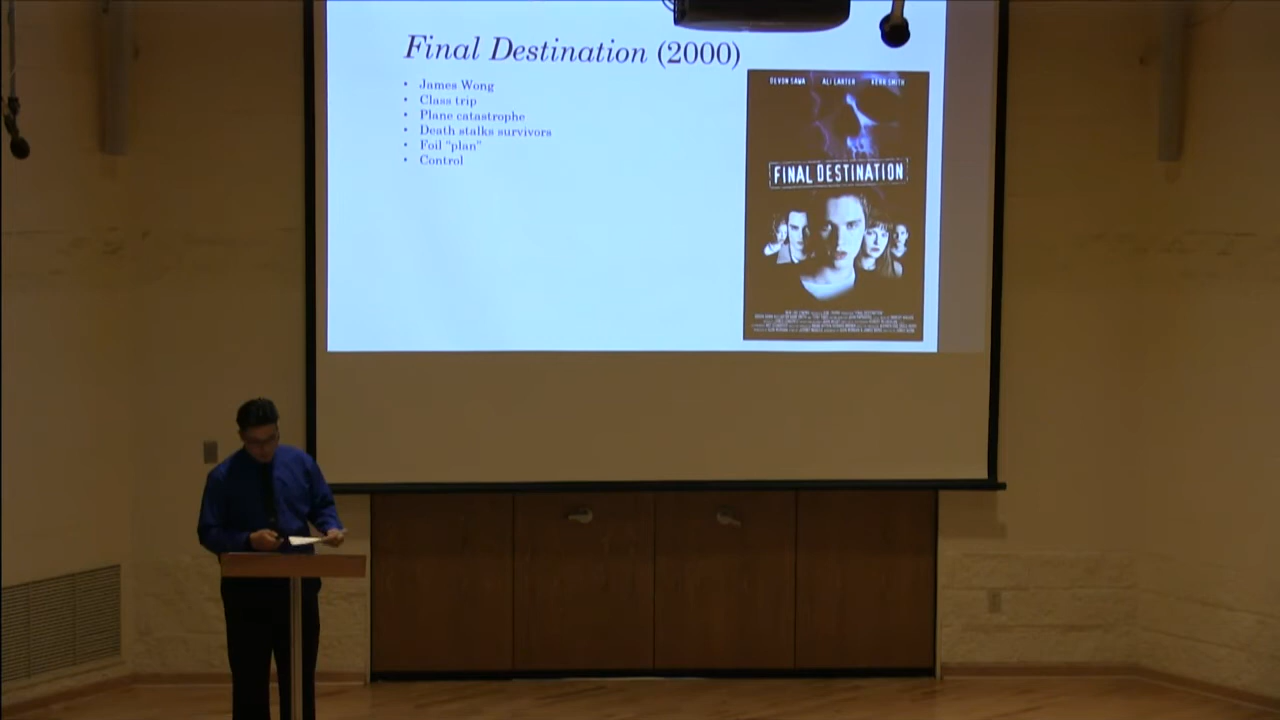 Final Destination (2000)
• James Wong
• Class trip
• Plane catastrophe
• Death stalks survivors
• Foil "plan"
• Control
DEVON SAWA ALI LARTER KERR SMITH
FINAL DESTINATION